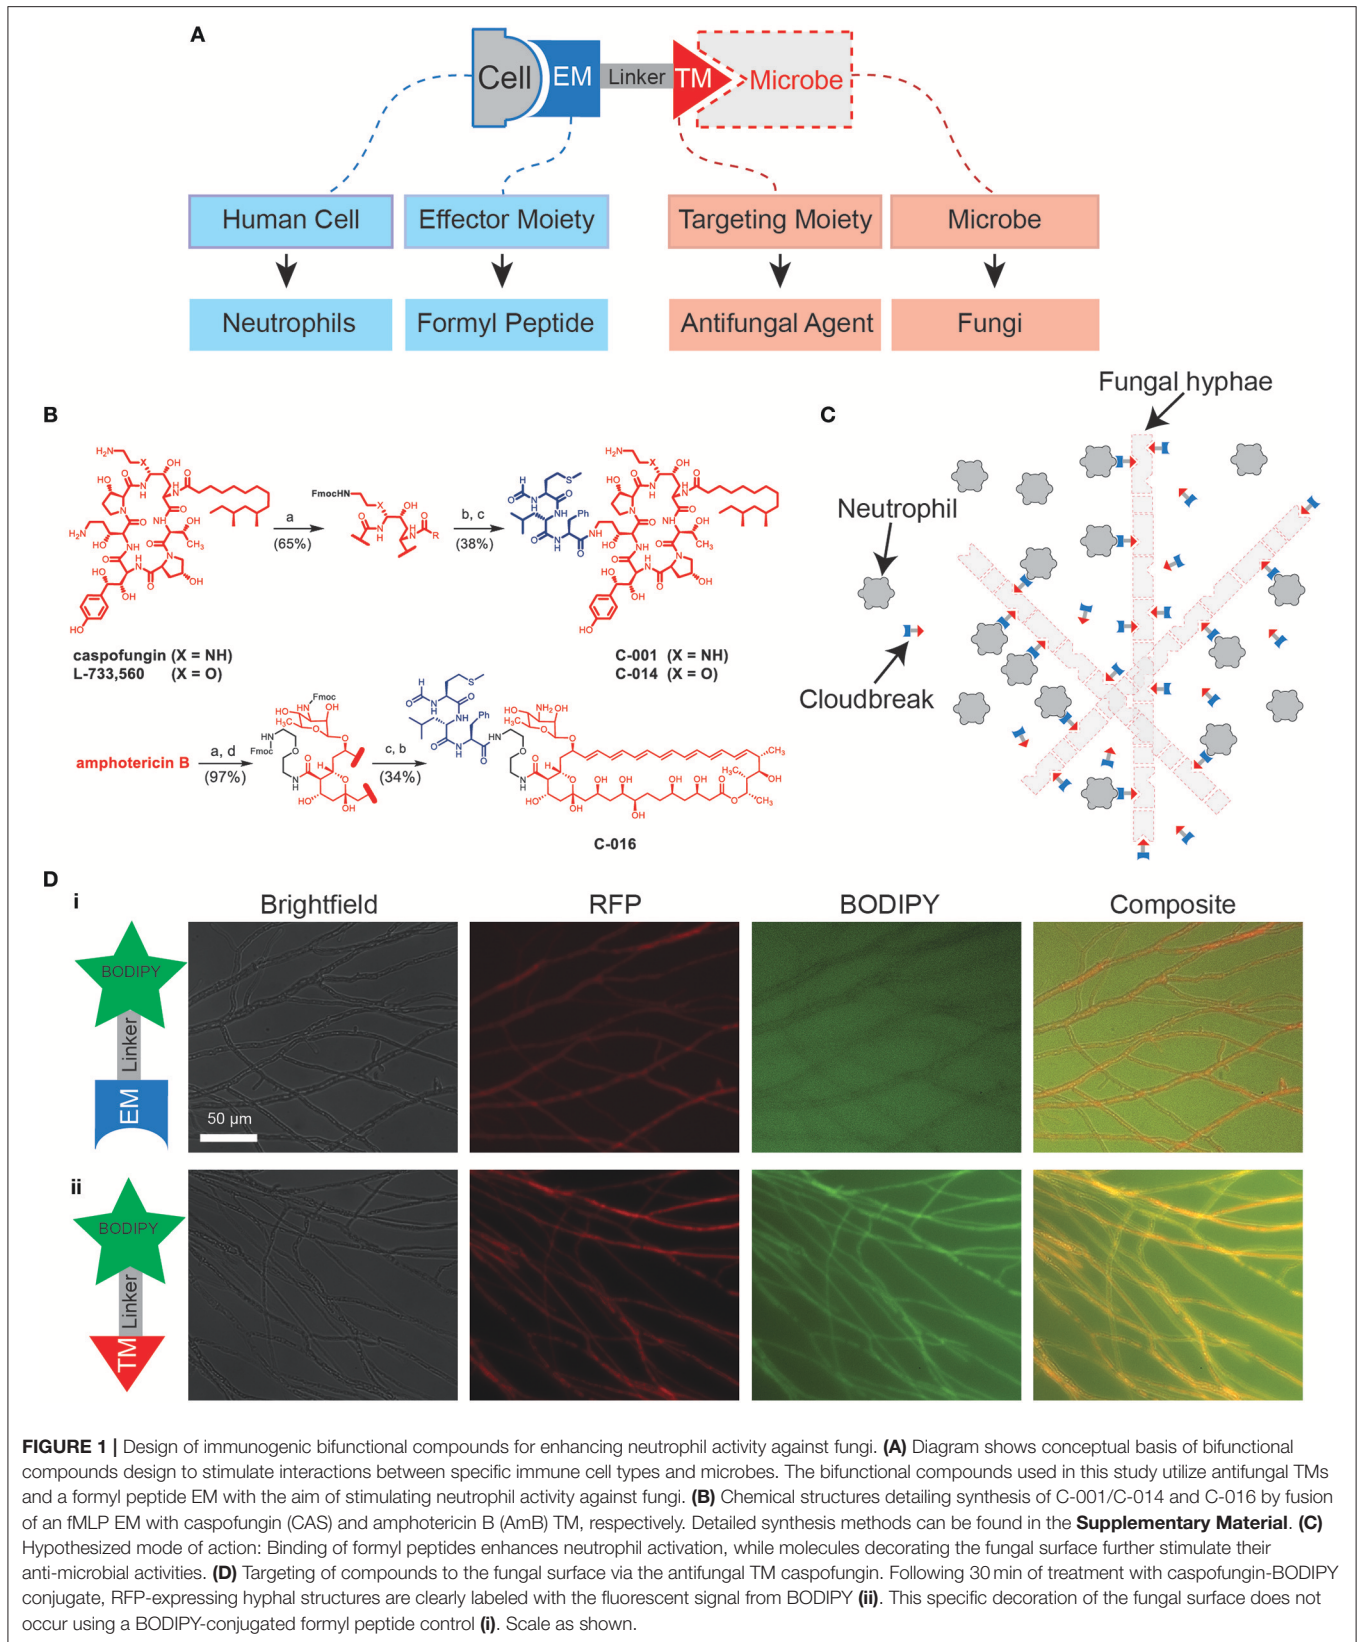 A
Cell
EM
Linker
TM
Microbe
Human Cell
Effector Moiety
Targeting Moiety
Microbe
Neutrophils
Formyl Peptide
Antifungal Agent
Fungi
B
a
(65%)
FmocHN
b, c
(38%)
caspofungin (X = NH)
L-733,560 (X = O)
C-001 (X = NH)
C-014 (X = O)
amphotericin B
a, d
(97%)
Fmoc
Fmoc
c, b
(34%)
C-016
C
Fungal hyphae
Neutrophil
Cloudbreak
D
i
Brightfield
RFP
BODIPY
Composite
BODIPY
Linker
EM
50 µm
ii
BODIPY
Linker
TM
FIGURE 1 | Design of immunogenic bifunctional compounds for enhancing neutrophil activity against fungi. (A) Diagram shows conceptual basis of bifunctional
compounds design to stimulate interactions between specific immune cell types and microbes. The bifunctional compounds used in this study utilize antifungal TMs
and a formyl peptide EM with the aim of stimulating neutrophil activity against fungi. (B) Chemical structures detailing synthesis of C-001/C-014 and C-016 by fusion
of an fMLP EM with caspofungin (CAS) and amphotericin B (AmB) TM, respectively. Detailed synthesis methods can be found in the Supplementary Material. (C)
Hypothesized mode of action: Binding of formyl peptides enhances neutrophil activation, while molecules decorating the fungal surface further stimulate their
anti-microbial activities. (D) Targeting of compounds to the fungal surface via the antifungal TM caspofungin. Following 30 min of treatment with caspofungin-BODIPY
conjugate, RFP-expressing hyphal structures are clearly labeled with the fluorescent signal from BODIPY (ii). This specific decoration of the fungal surface does not
occur using a BODIPY-conjugated formyl peptide control (i). Scale as shown.